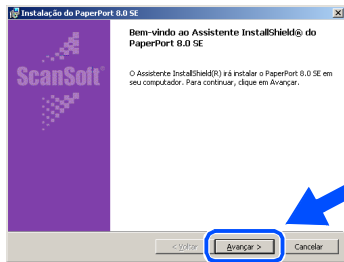 Instalação do PaperPort 8.0 SE
Bem-vindo ao Assistente InstallShield® do
PaperPort 8.0 SE
ScanSoft®
O Assistente InstallShield(R) irá instalar o PaperPort 8.0 SE em
seu computador. Para continuar, clique em Avançar.
< Voltar
Avançar >
Cancelar